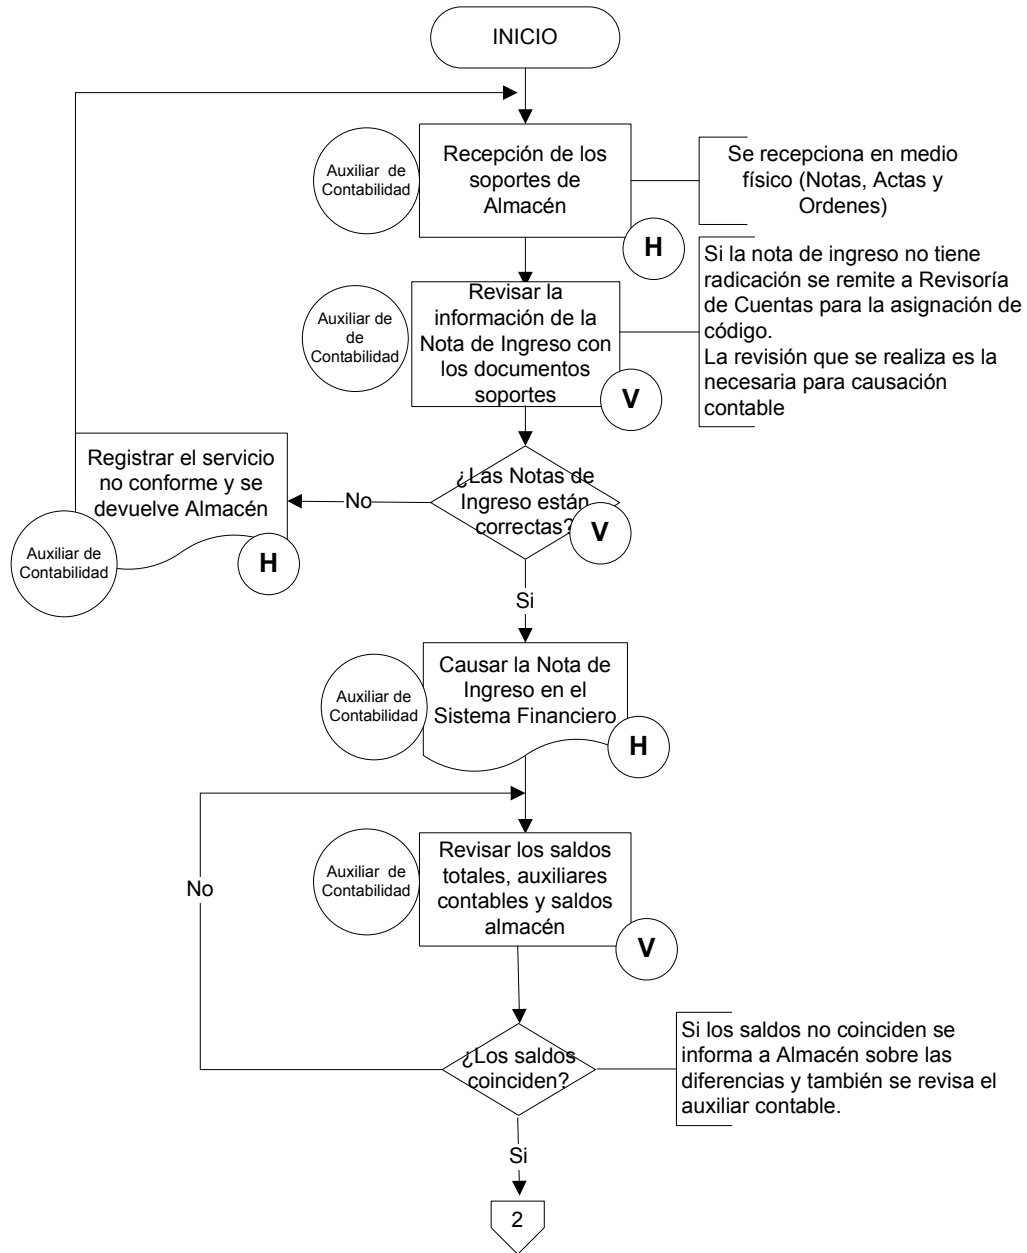 INICIO
Auxiliar de
Contabilidad
Recepción de los
soportes de
Almacén
H
Se recepciona en medio
físico (Notas, Actas y
Ordenes)
Auxiliar de
de
Contabilidad
Revisar la
información de la
Nota de Ingreso con
los documentos
soportes
V
Si la nota de ingreso no tiene
radicación se remite a Revisoría
de Cuentas para la asignación de
código.
La revisión que se realiza es la
necesaria para causación
contable
¿Las Notas de
Ingreso están
correctas?
V
No
Registrar el servicio
no conforme y se
devuelve Almacén
Auxiliar de
Contabilidad
H
Si
Auxiliar de
Contabilidad
Causar la Nota de
Ingreso en el
Sistema Financiero
H
Auxiliar de
Contabilidad
Revisar los saldos
totales, auxiliares
contables y saldos
almacén
V
No
¿Los saldos
coinciden?
Si los saldos no coinciden se
informa a Almacén sobre las
diferencias y también se revisa el
auxiliar contable.
Si
2